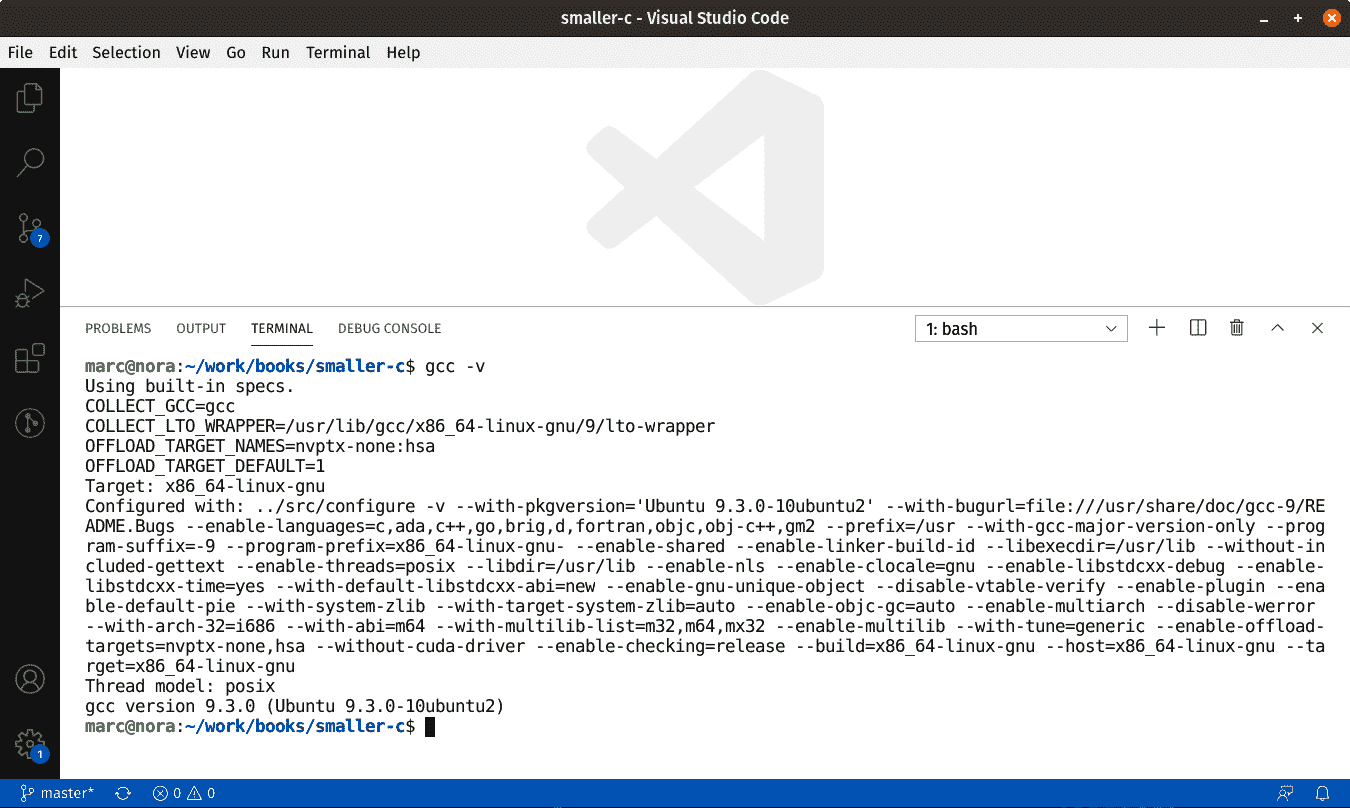 smaller-c - Visual Studio Code
File Edit Selection View Go Run Terminal Help
7
PROBLEMS OUTPUT TERMINAL DEBUG CONSOLE 1: bash
marc@nora:~/work/books/smaller-c$ gcc -v
Using built-in specs.
COLLECT_GCC=gcc
COLLECT_LTO_WRAPPER=/usr/lib/gcc/x86_64-linux-gnu/9/lto-wrapper
OFFLOAD_TARGET_NAMES=nvptx-none:hsa
OFFLOAD_TARGET_DEFAULT=1
Target: x86_64-linux-gnu
Configured with: ../src/configure -v --with-pkgversion='Ubuntu 9.3.0-10ubuntu2' --with-bugurl=file:///usr/share/doc/gcc-9/RE
ADME.Bugs --enable-languages=c,ada,c++,go,brig,d,fortran,objc,obj-c++,gm2 --prefix=/usr --with-gcc-major-version-only --prog
ram-suffix=-9 --program-prefix=x86_64-linux-gnu- --enable-shared --enable-linker-build-id --libexecdir=/usr/lib --without-in
cluded-gettext --enable-threads=posix --libdir=/usr/lib --enable-nls --enable-clocale=gnu --enable-libstdcxx-debug --enable-
libstdcxx-time=yes --with-default-libstdcxx-abi=new --enable-gnu-unique-object --disable-vtable-verify --enable-plugin --ena
ble-default-pie --with-system-zlib --with-target-system-zlib=auto --enable-objc-gc=auto --enable-multiarch --disable-werror
--with-arch-32=i686 --with-abi=m64 --with-multilib-list=m32,m64,mx32 --enable-multilib --with-tune=generic --enable-offload-
targets=nvptx-none,hsa --without-cuda-driver --enable-checking=release --build=x86_64-linux-gnu --host=x86_64-linux-gnu --ta
rget=x86_64-linux-gnu
Thread model: posix
gcc version 9.3.0 (Ubuntu 9.3.0-10ubuntu2)
marc@nora:~/work/books/smaller-c$
1
master* 0 0